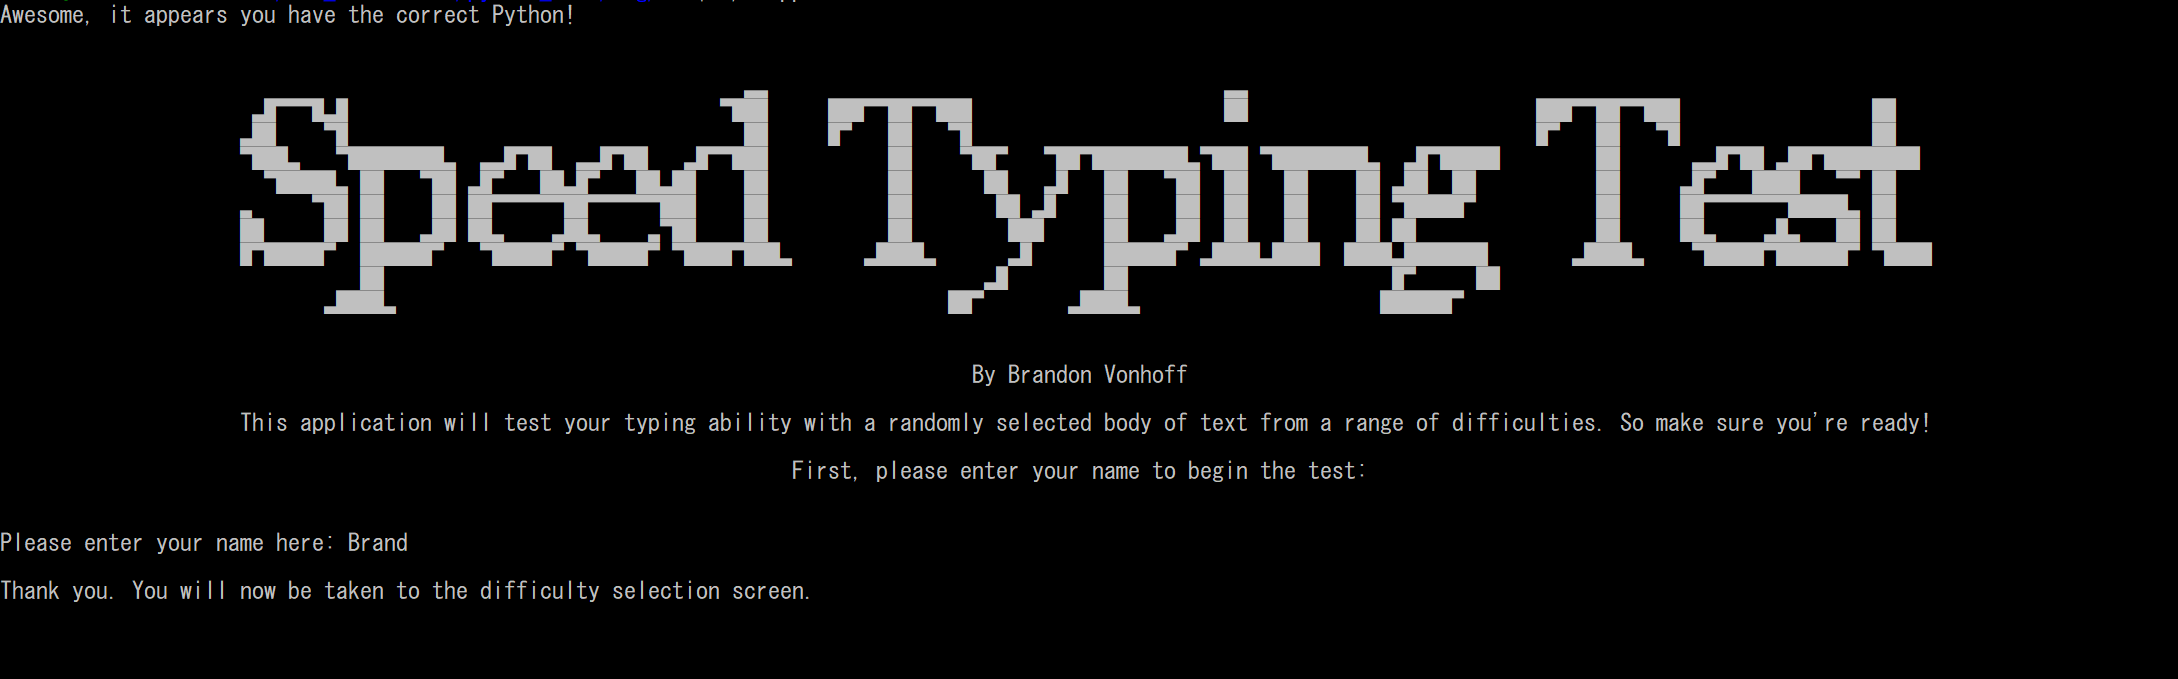 Awesome, it appears you have the correct Python!
Speed Typing Test
By Brandon Vonhoff
This application will test your typing ability with a randomly selected body of text from a range of difficulties. So make sure you're ready!
First, please enter your name to begin the test:
Please enter your name here: Brand
Thank you. You will now be taken to the difficulty selection screen.